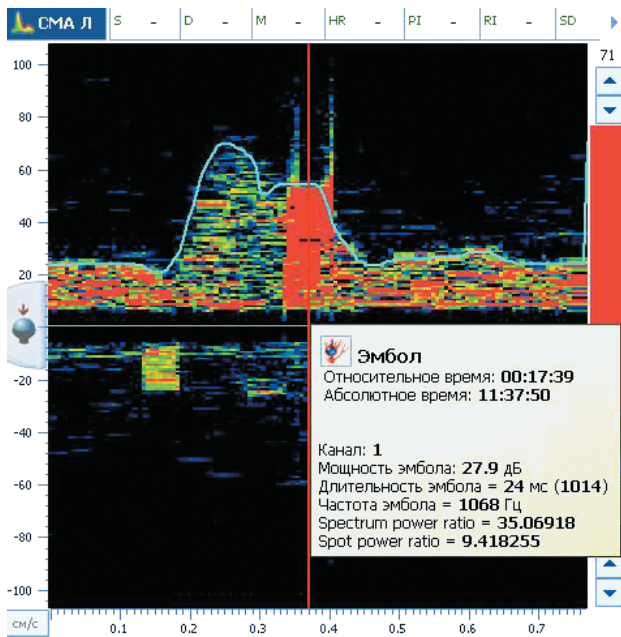 СМА Л S - D - M - HR - PI - RI - SD
71
100
80
60
40
20
0
-20
-40
-60
-80
-100
Эмбол
Относительное время: 00:17:39
Абсолютное время: 11:37:50
Канал: 1
Мощность эмбола: 27.9 дБ
Длительность эмбола = 24 мс (1014)
Частота эмбола = 1068 Гц
Spectrum power ratio = 35.06918
Spot power ratio = 9.418255
см/с 0.1 0.2 0.3 0.4 0.5 0.6 0.7